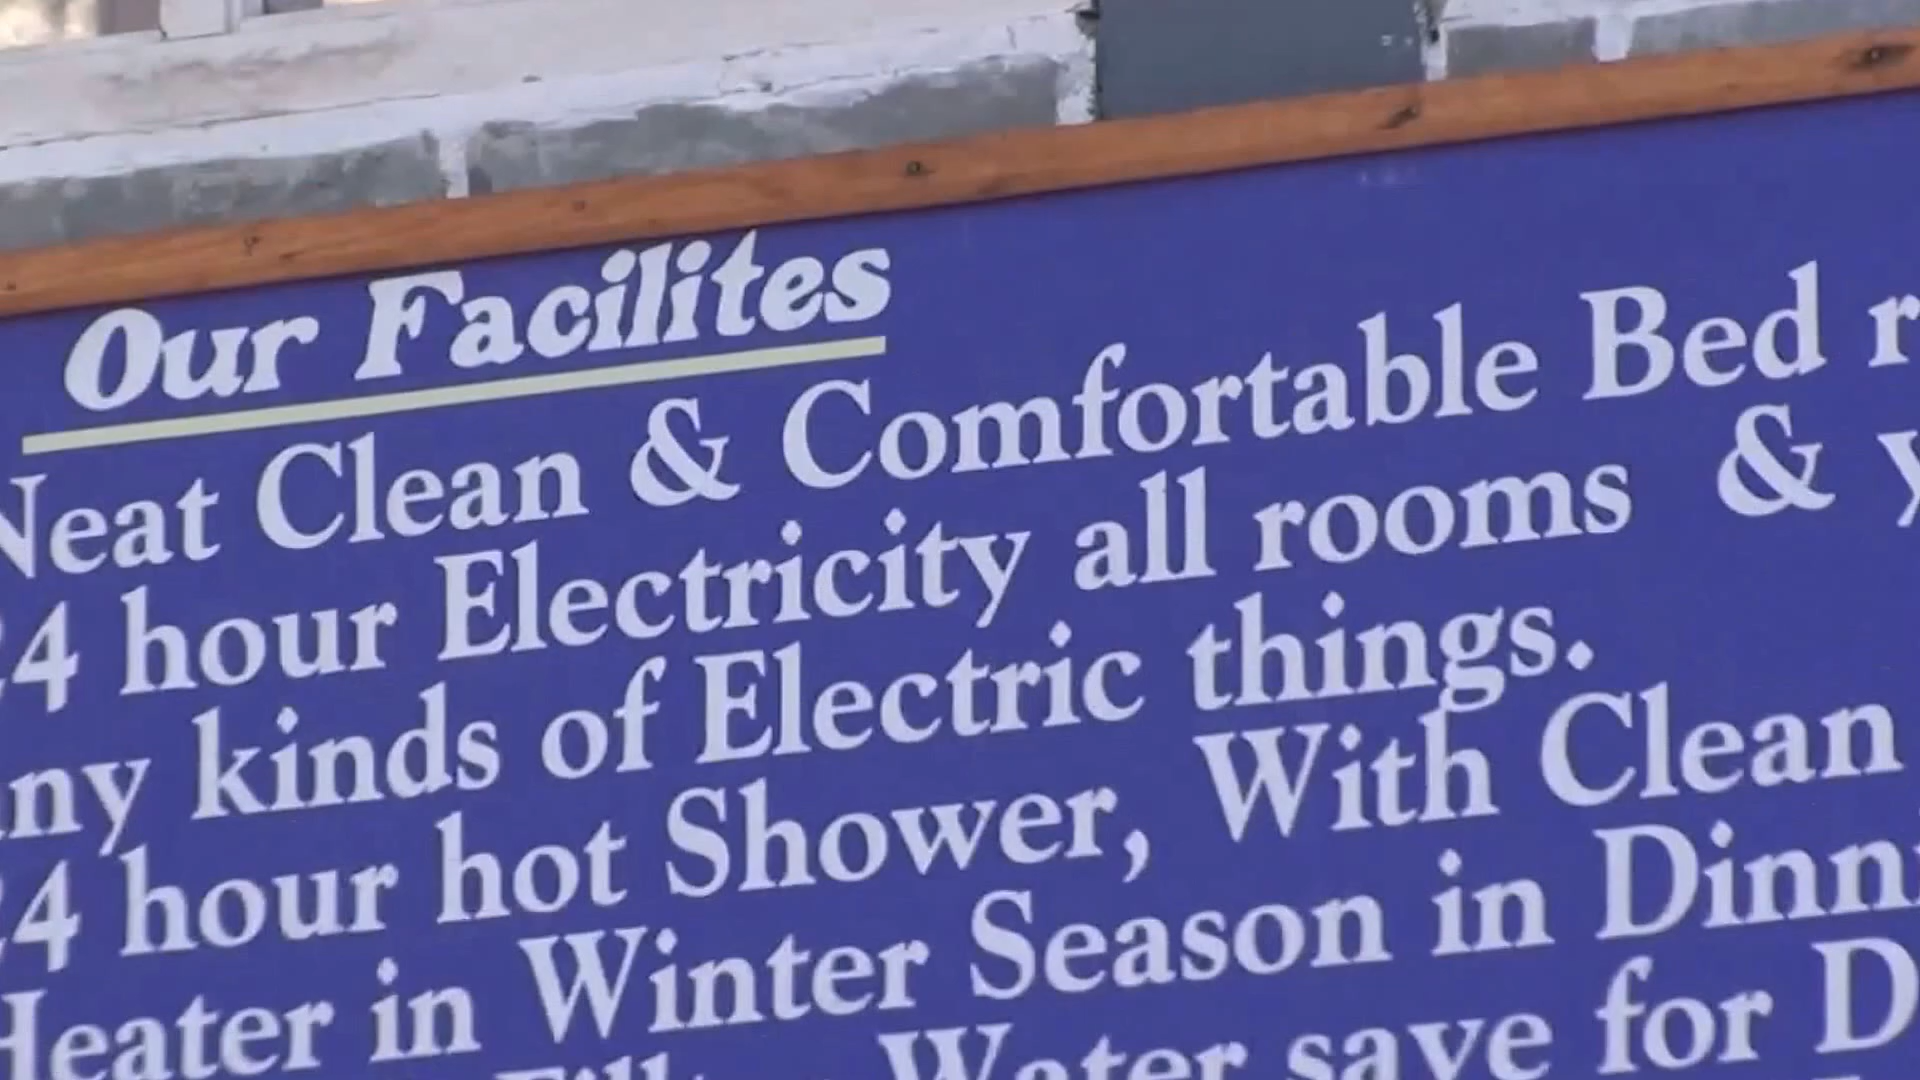 Our Facilites
Neat Clean & Comfortable Bed
24 hour Electricity all rooms &
any kinds of Electric things.
24 hour hot Shower, With Clean
Heater in Winter Season in
Water save for